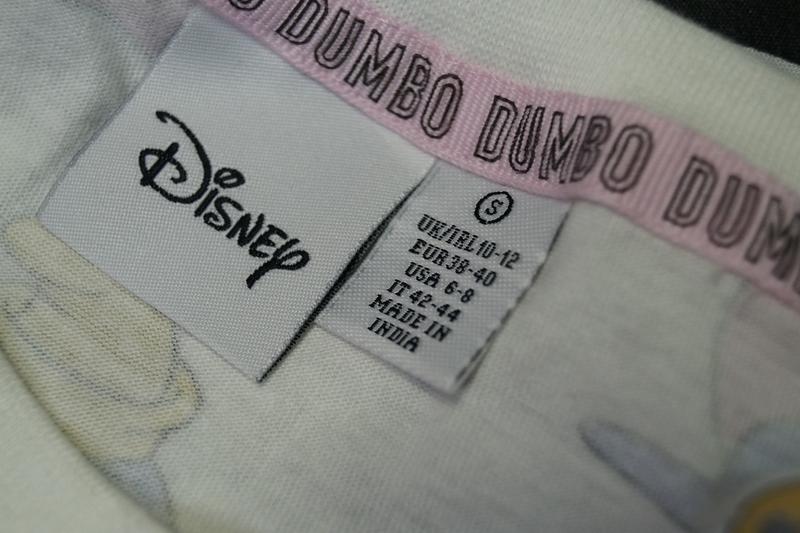 DUMBO DUMBO DUM
Disney
S
UK/IRL 10-12
EUR 38-40
USA 6-8
IT 42-44
MADE IN
INDIA